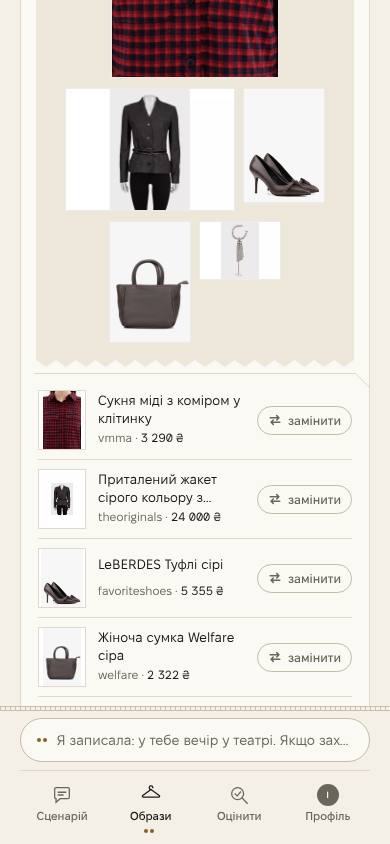 Сукня міді з коміром у
клітинку
vmma · 3 290 ₴
замінити
Приталений жакет
сірого кольору з...
theoriginals · 24 000 ₴
замінити
LeBERDES Туфлі сірі
favoriteshoes · 5 355 ₴
замінити
Жіноча сумка Welfare
сіра
welfare · 2 322 ₴
замінити
Я записала: у тебе вечір у театрі. Якщо зах...
Сценарій
Образи
Оцінити
І
Профіль